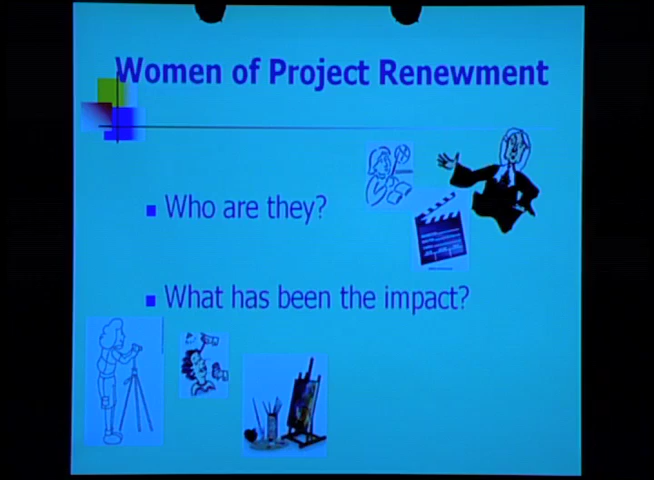 Women of Project Renewment
Who are they?
What has been the impact?